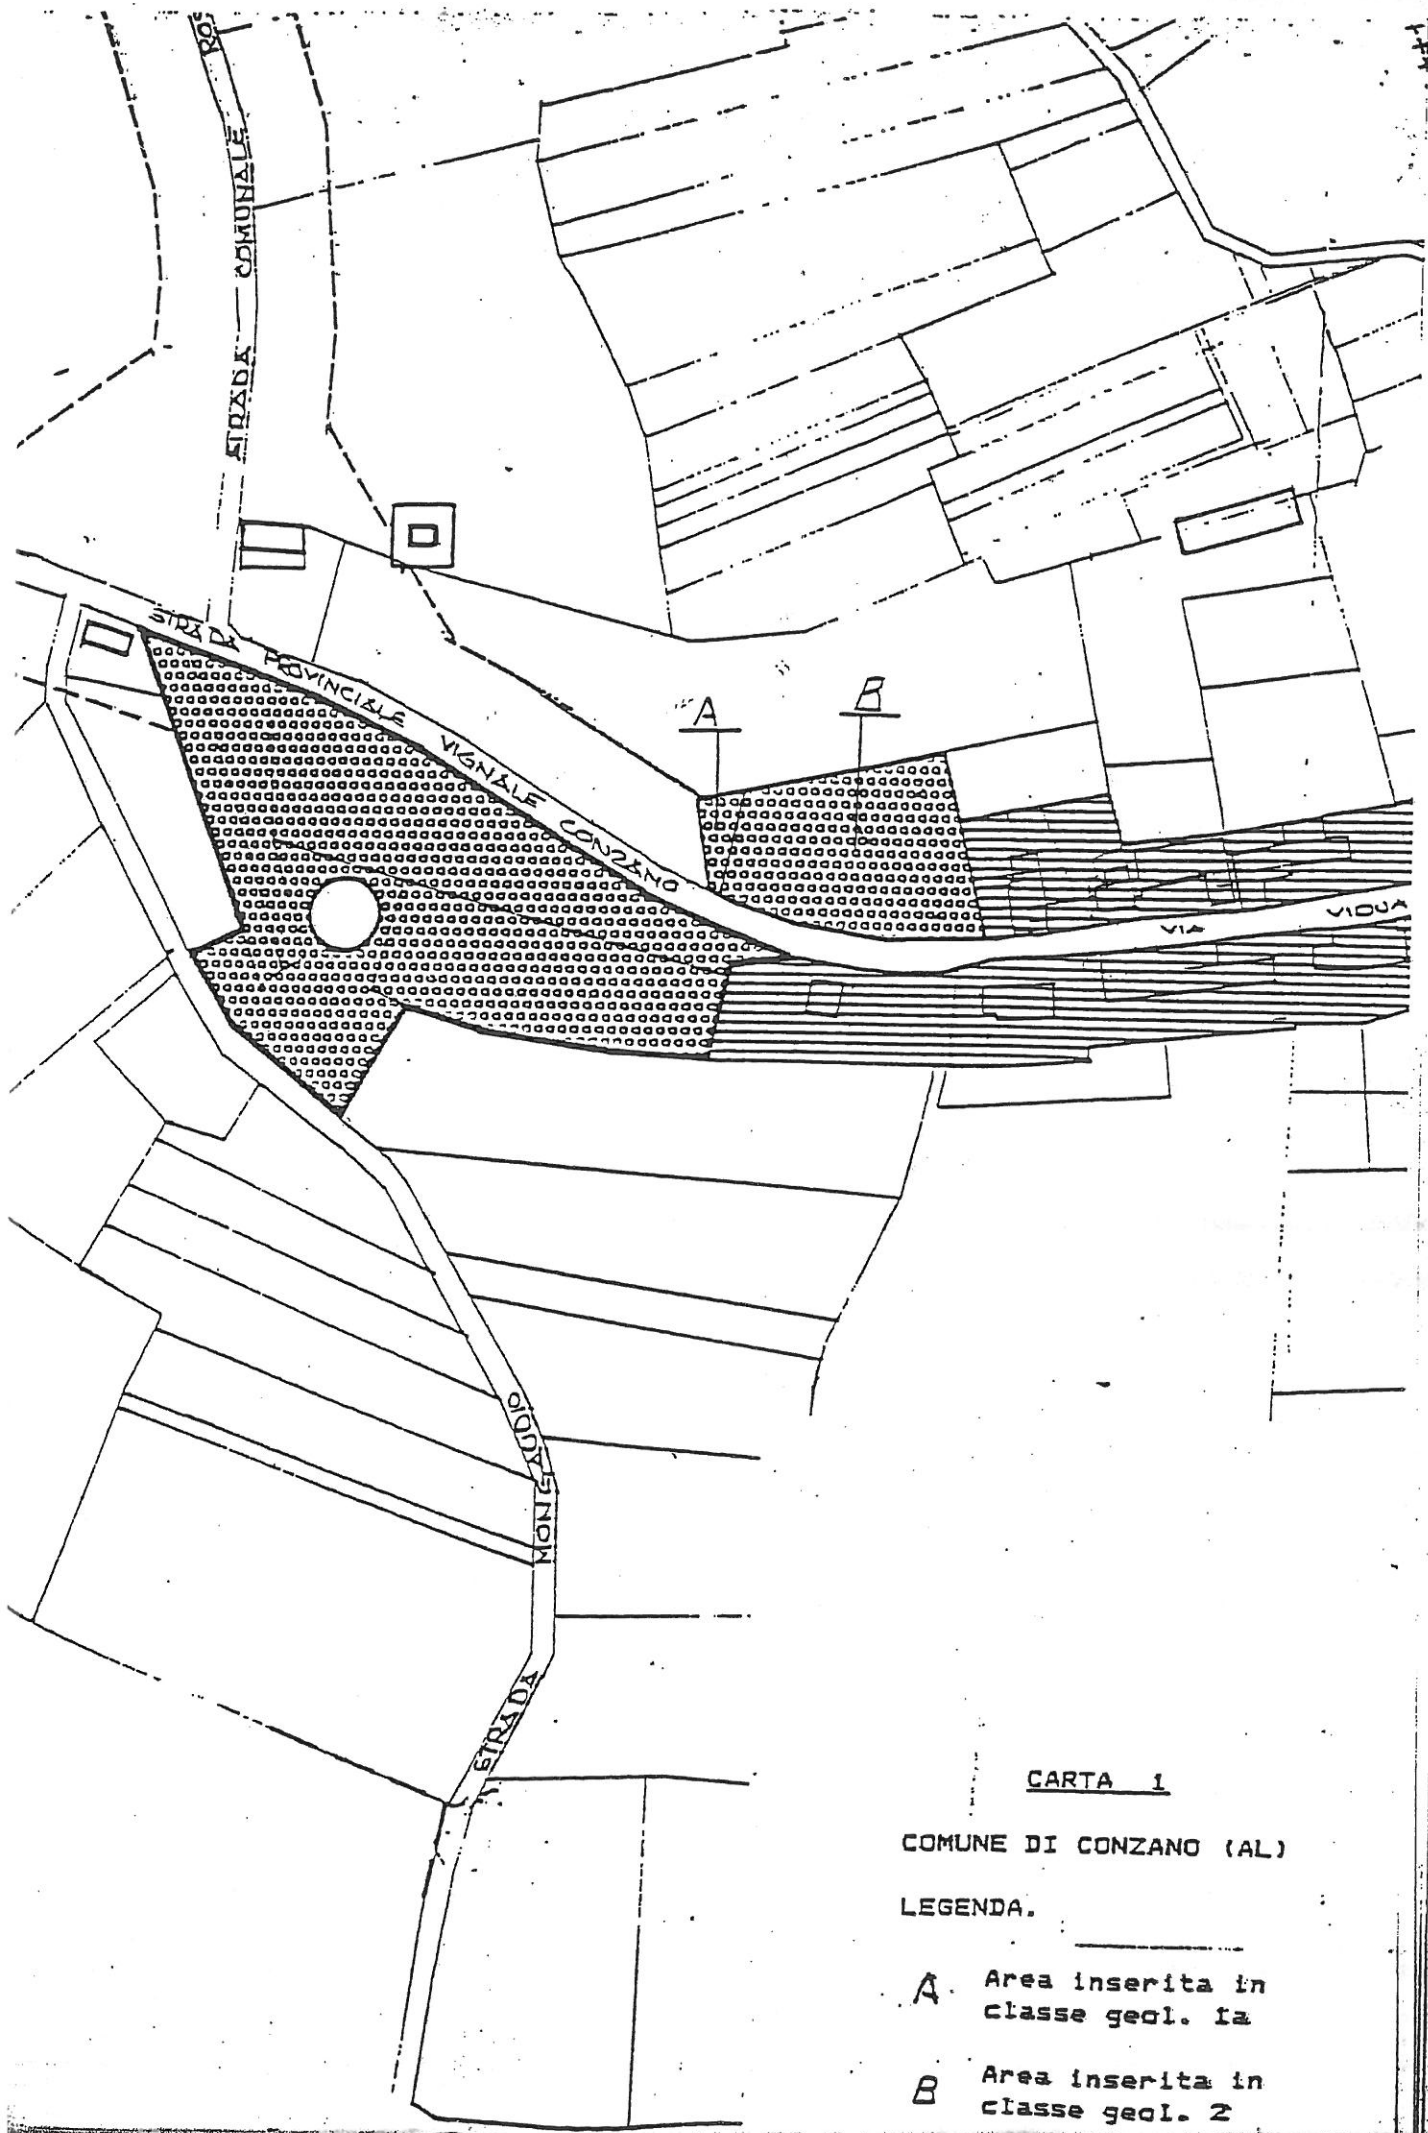 STRADA COMUNALE ROS
STRADA PROVINCIALE VIGNALE CONZANO
A
B
VIA VIDUA
STRADA
CARTA 1
COMUNE DI CONZANO (AL)
LEGENDA.
A Area inserita in
classe geol. Ia
B Area inserita in
classe geol. 2